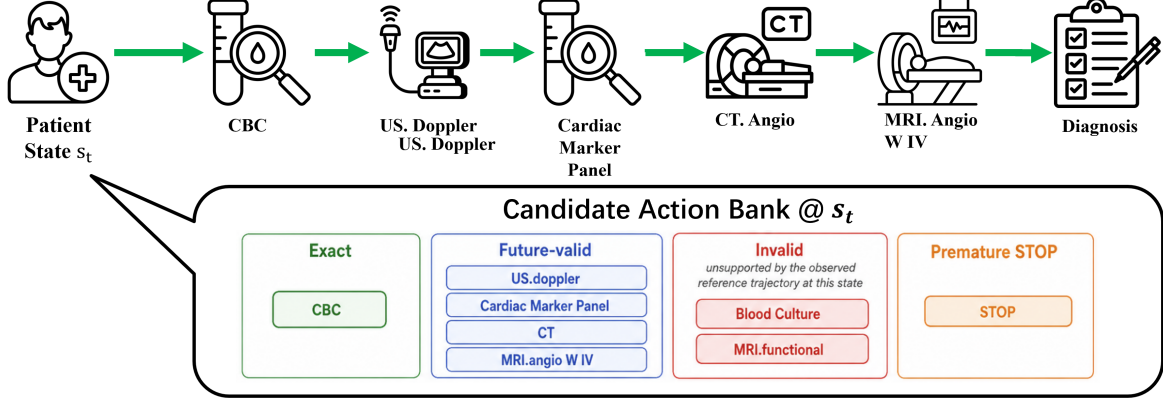 CT
Patient
State sₜ
CBC
US. Doppler
US. Doppler
Cardiac
Marker
Panel
CT. Angio
MRI. Angio
W IV
Diagnosis
Candidate Action Bank @ sₜ
Exact
CBC
Future-valid
US.doppler
Cardiac Marker Panel
CT
MRI.angio W IV
Invalid
unsupported by the observed
reference trajectory at this state
Blood Culture
MRI.functional
Premature STOP
STOP